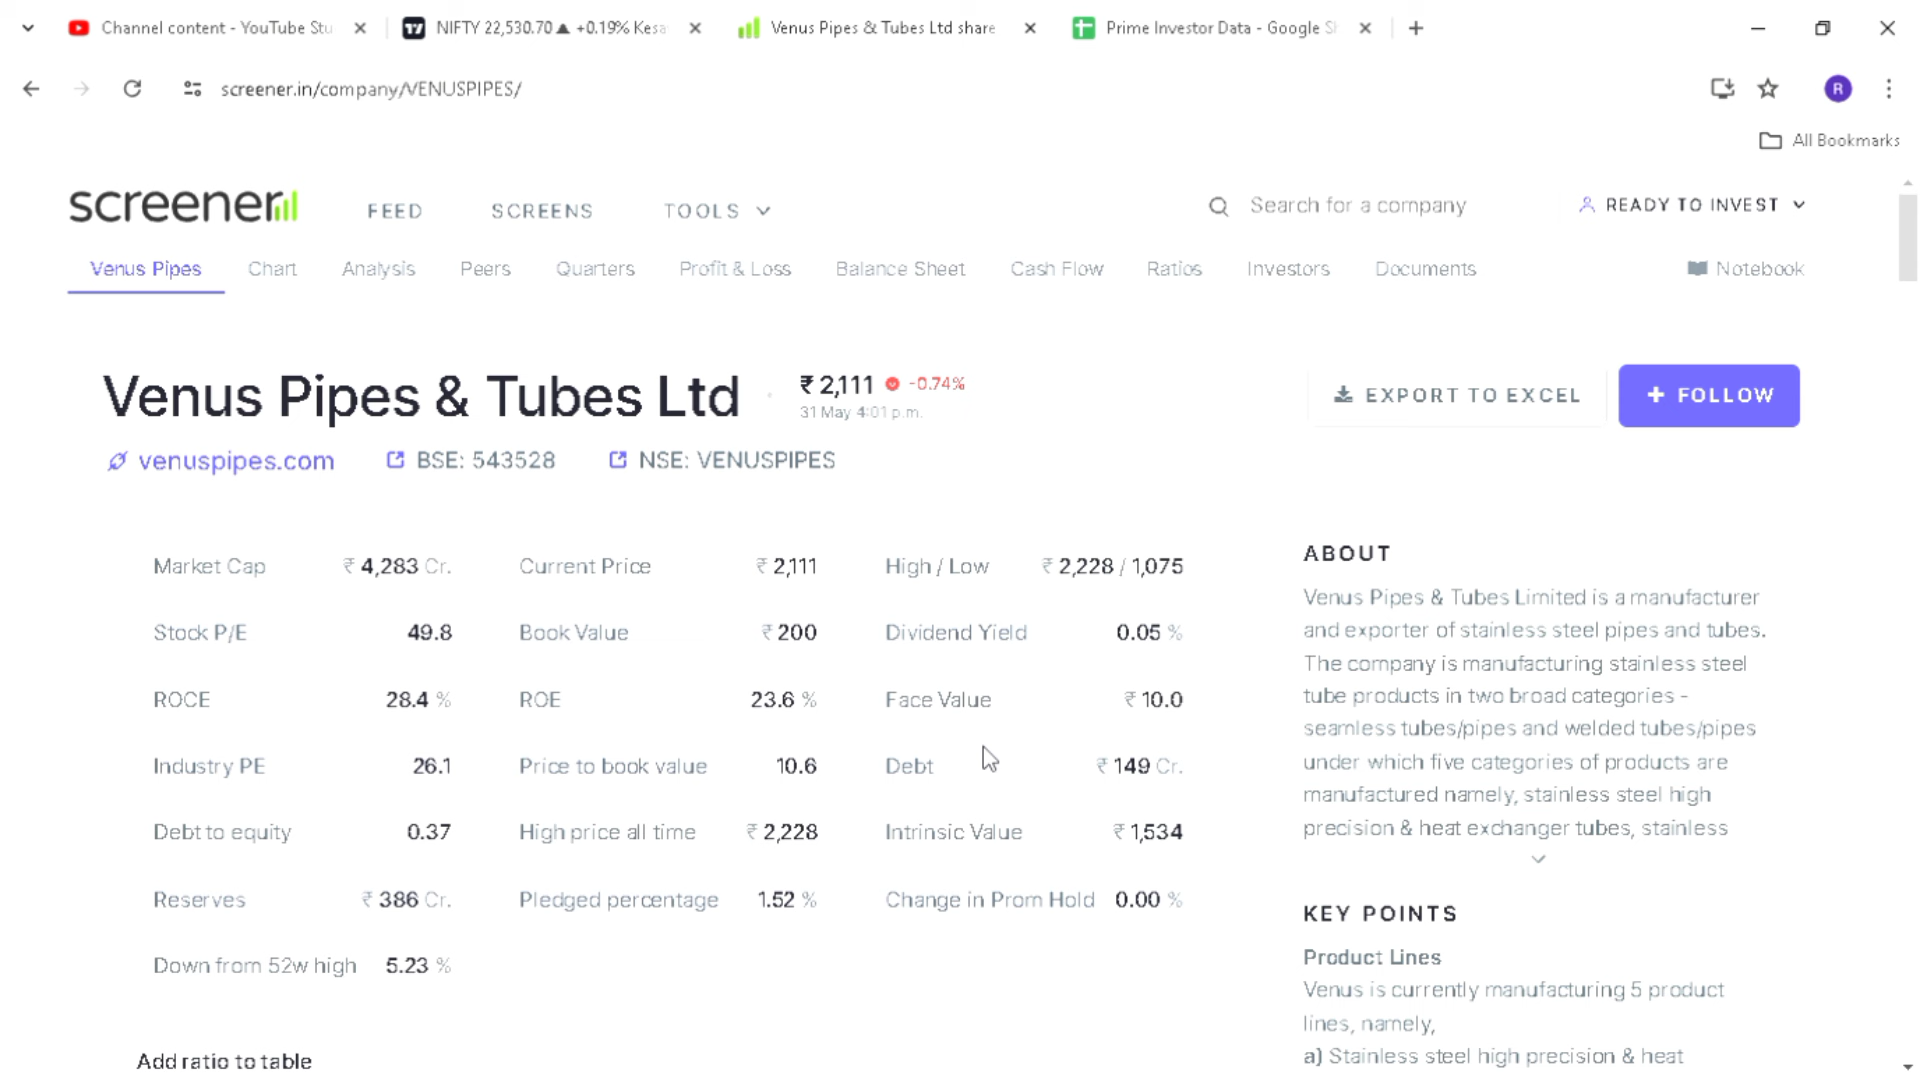 Channel content - YouTube Stu
NIFTY 22,530.70 ▲ +0.19% Kesa
Venus Pipes & Tubes Ltd share
Prime Investor Data - Google Sh
screener.in/company/VENUSPIPES/
R
All Bookmarks
screener
FEED
SCREENS
TOOLS
Search for a company
READY TO INVEST
Venus Pipes
Chart
Analysis
Peers
Quarters
Profit & Loss
Balance Sheet
Cash Flow
Ratios
Investors
Documents
Notebook
Venus Pipes & Tubes Ltd
₹ 2,111 -0.74%
31 May 4:01 p.m.
EXPORT TO EXCEL
+ FOLLOW
venuspipes.com
BSE: 543528
NSE: VENUSPIPES
Market Cap ₹ 4,283 Cr.
Current Price ₹ 2,111
High / Low ₹ 2,228 / 1,075
Stock P/E 49.8
Book Value ₹ 200
Dividend Yield 0.05 %
ROCE 28.4 %
ROE 23.6 %
Face Value ₹ 10.0
Industry PE 26.1
Price to book value 10.6
Debt ₹ 149 Cr.
Debt to equity 0.37
High price all time ₹ 2,228
Intrinsic Value ₹ 1,534
Reserves ₹ 386 Cr.
Pledged percentage 1.52 %
Change in Prom Hold 0.00 %
Down from 52w high 5.23 %
Add ratio to table
ABOUT
Venus Pipes & Tubes Limited is a manufacturer
and exporter of stainless steel pipes and tubes.
The company is manufacturing stainless steel
tube products in two broad categories -
seamless tubes/pipes and welded tubes/pipes
under which five categories of products are
manufactured namely, stainless steel high
precision & heat exchanger tubes, stainless
KEY POINTS
Product Lines
Venus is currently manufacturing 5 product
lines, namely,
a) Stainless steel high precision & heat